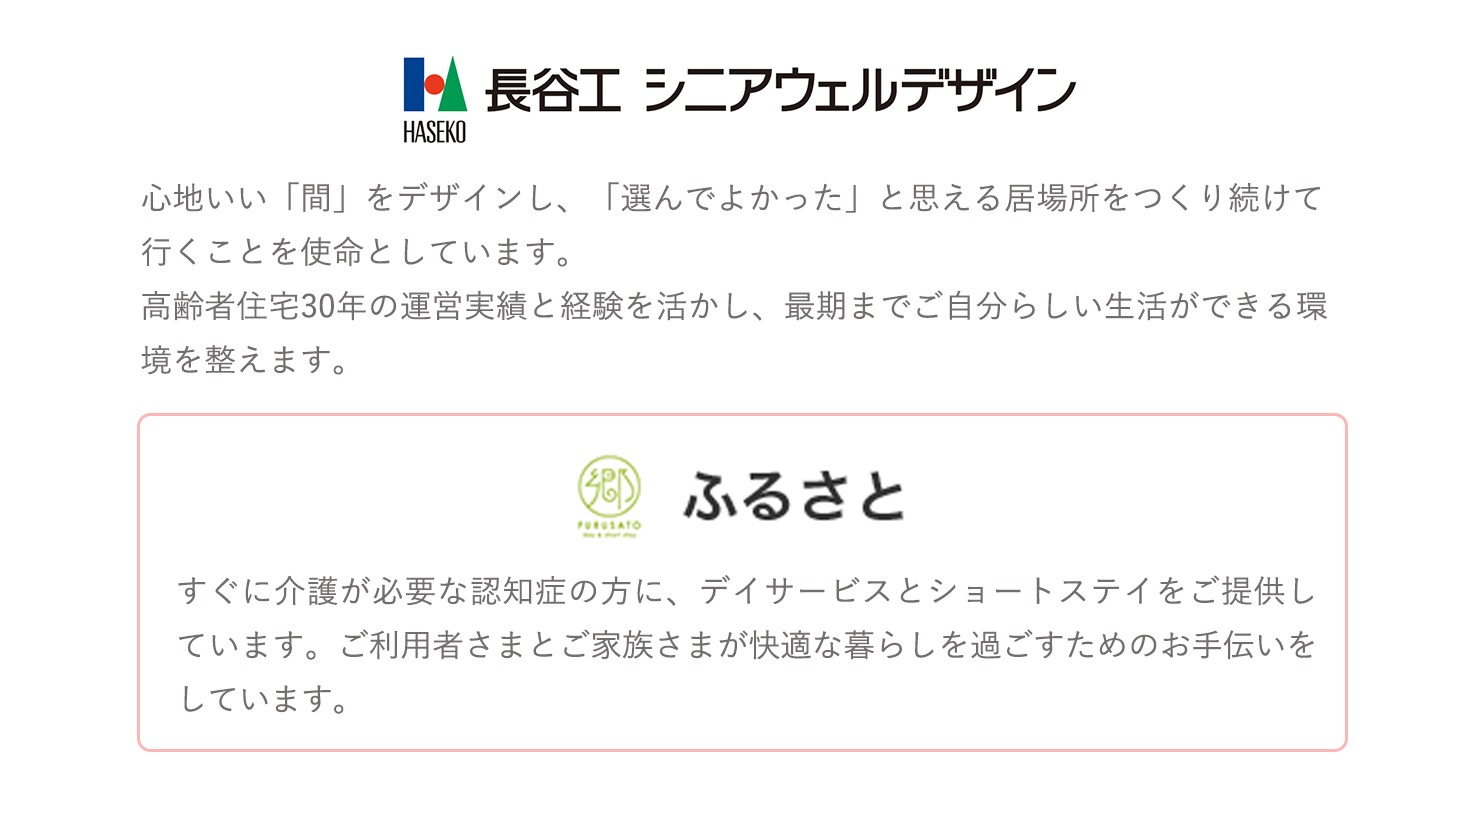 長谷工 シニアウェルデザイン
HASEKO
心地いい「間」をデザインし、「選んでよかった」と思える居場所をつくり続けて
行くことを使命としています。
高齢者住宅30年の運営実績と経験を活かし、最期までご自分らしい生活ができる環
境を整えます。
郷
ふるさと
FURUSATO
day & short stay
すぐに介護が必要な認知症の方に、デイサービスとショートステイをご提供し
ています。ご利用者さまとご家族さまが快適な暮らしを過ごすためのお手伝いを
しています。